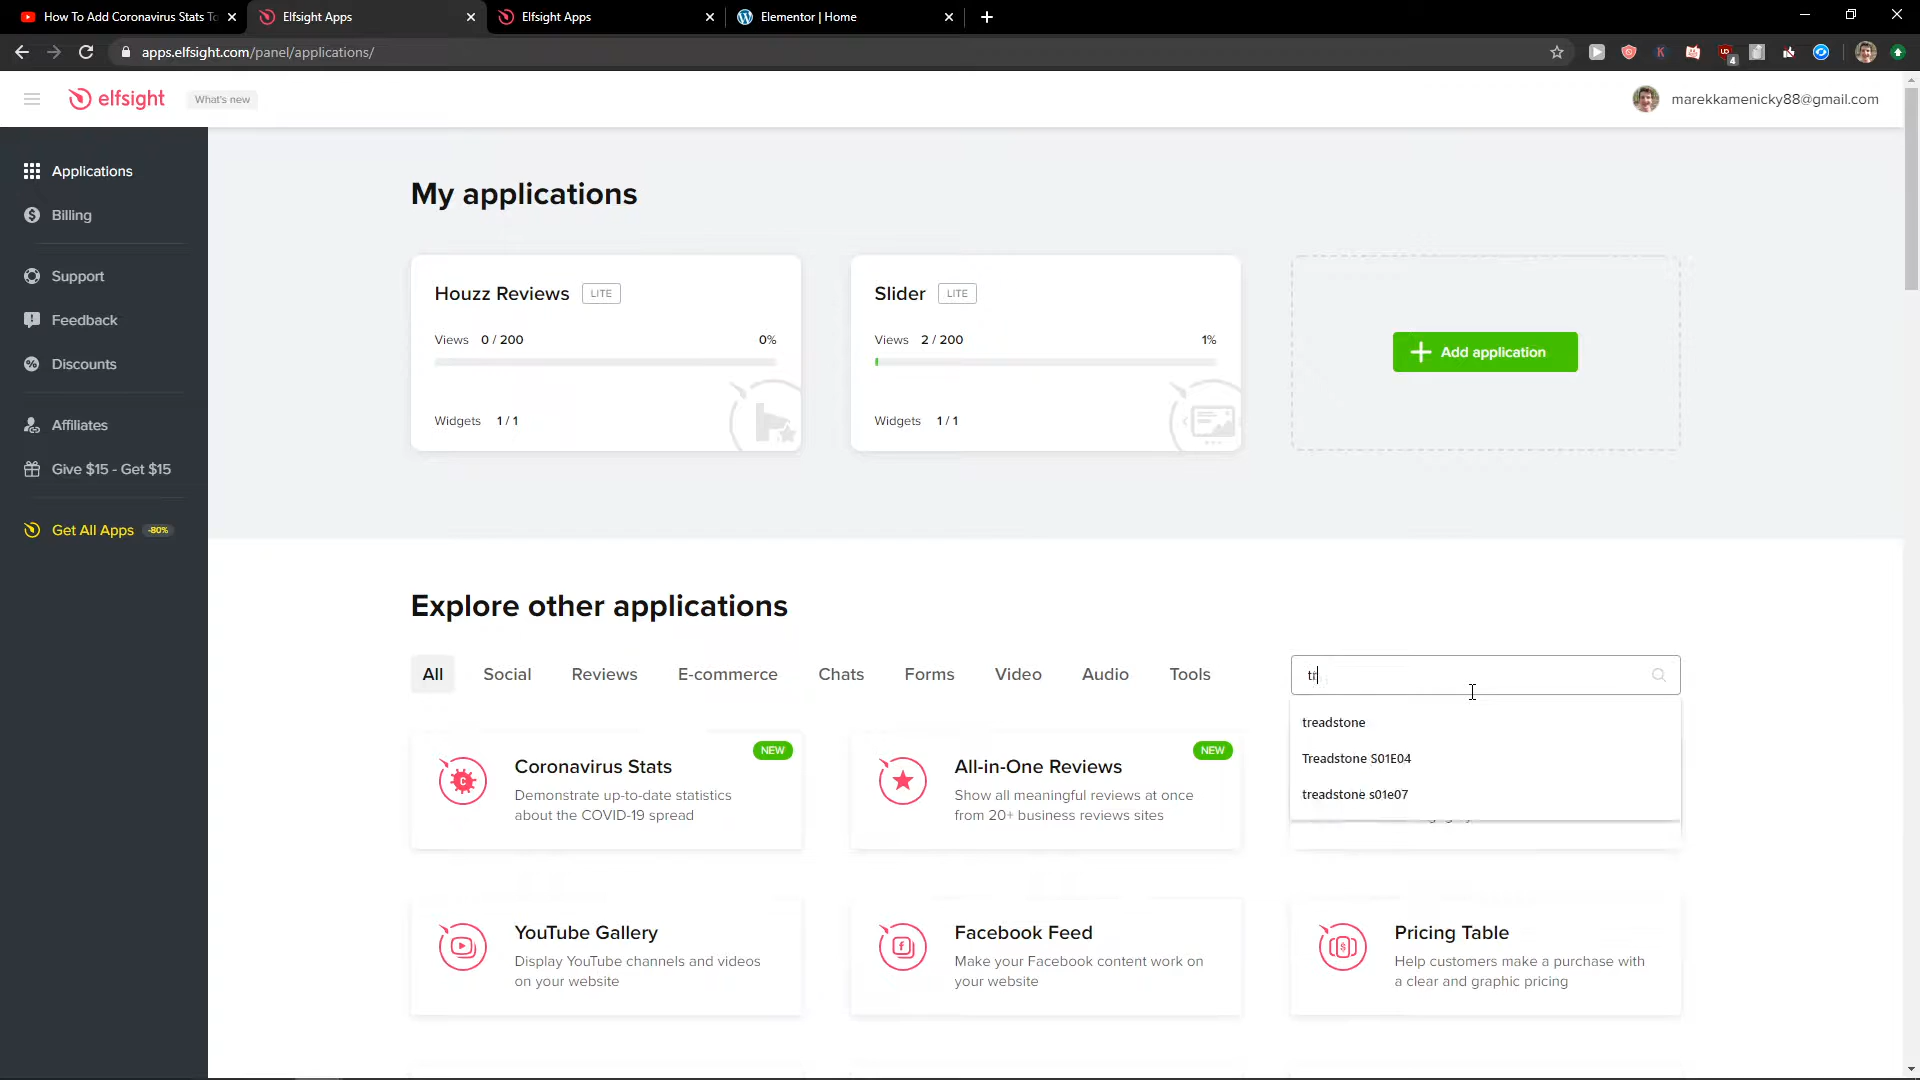 How To Add Coronavirus Stats To
Elfsight Apps
Elfsight Apps
Elementor | Home
apps.elfsight.com/panel/applications/
4
elfsight
What's new
marekkamenicky88@gmail.com
Applications
Billing
Support
Feedback
Discounts
Affiliates
Give $15 - Get $15
Get All Apps
-80%
My applications
Houzz Reviews
LITE
Views 0 / 200
0%
Widgets 1 / 1
Slider
LITE
Views 2 / 200
1%
Widgets 1 / 1
Add application
Explore other applications
All
Social
Reviews
E-commerce
Chats
Forms
Video
Audio
Tools
tr
treadstone
Treadstone S01E04
treadstone s01e07
NEW
Coronavirus Stats
Demonstrate up-to-date statistics
about the COVID-19 spread
NEW
All-in-One Reviews
Show all meaningful reviews at once
from 20+ business reviews sites
YouTube Gallery
Display YouTube channels and videos
on your website
Facebook Feed
Make your Facebook content work on
your website
Pricing Table
Help customers make a purchase with
a clear and graphic pricing